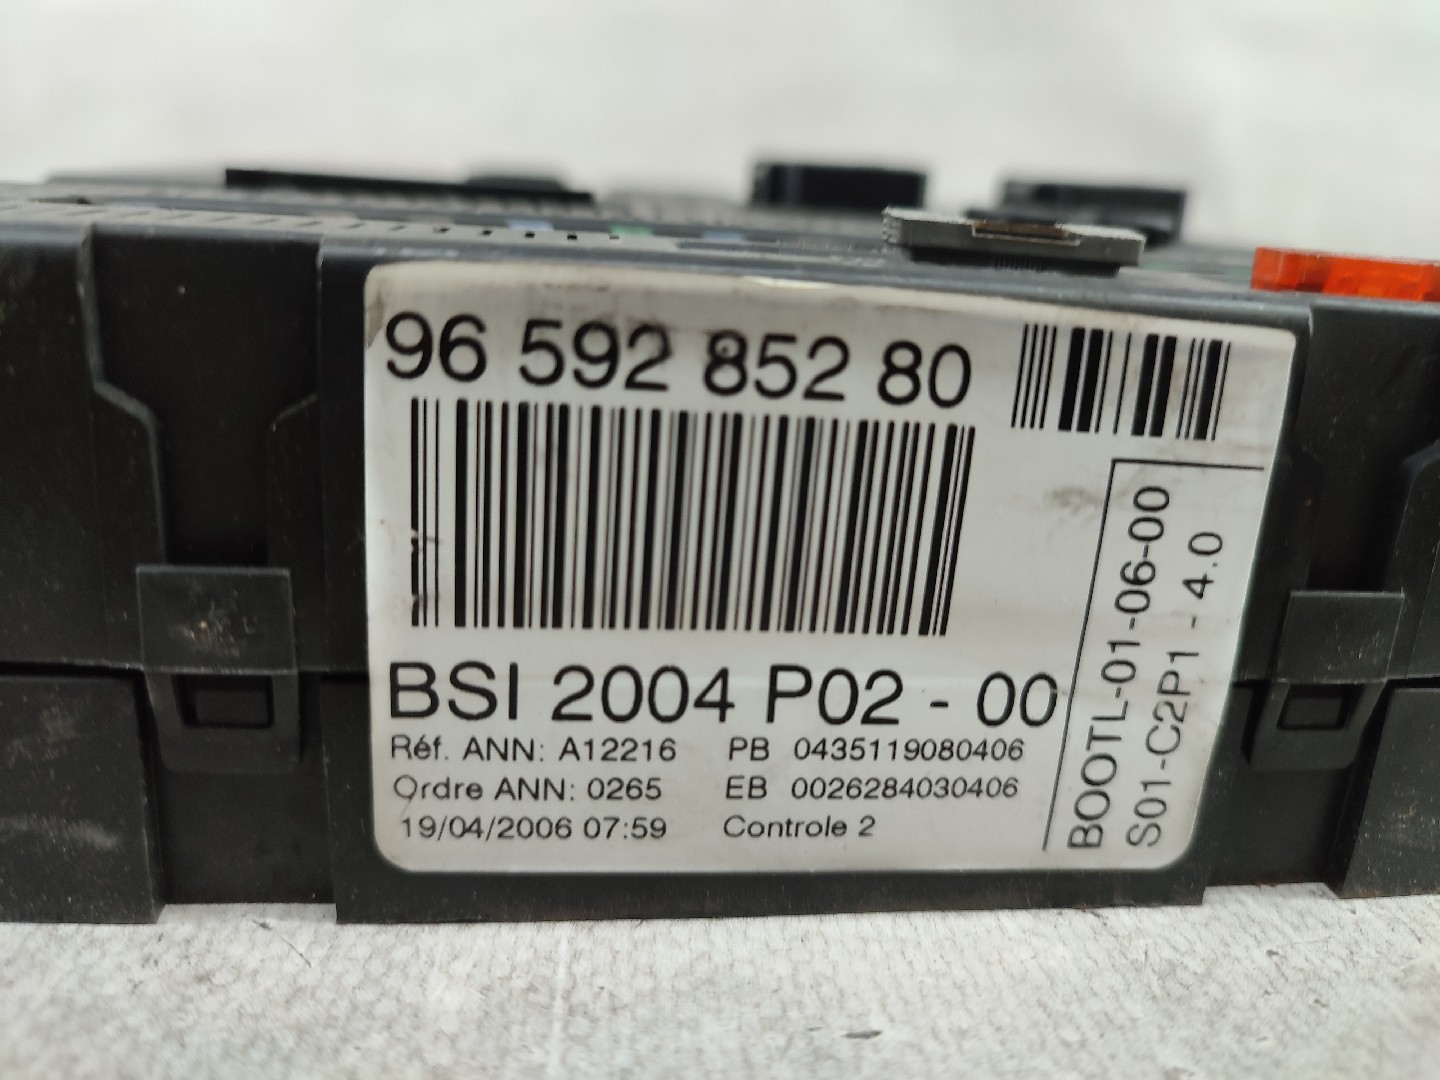 96 592 852 80
BSI 2004 P02 - 00
Réf. ANN: A12216 PB 0435119080406
Ordre ANN: 0265 EB 0026284030406
19/04/2006 07:59 Controle 2
BOOTL-01-06-00
S01-C2P1 - 4.0